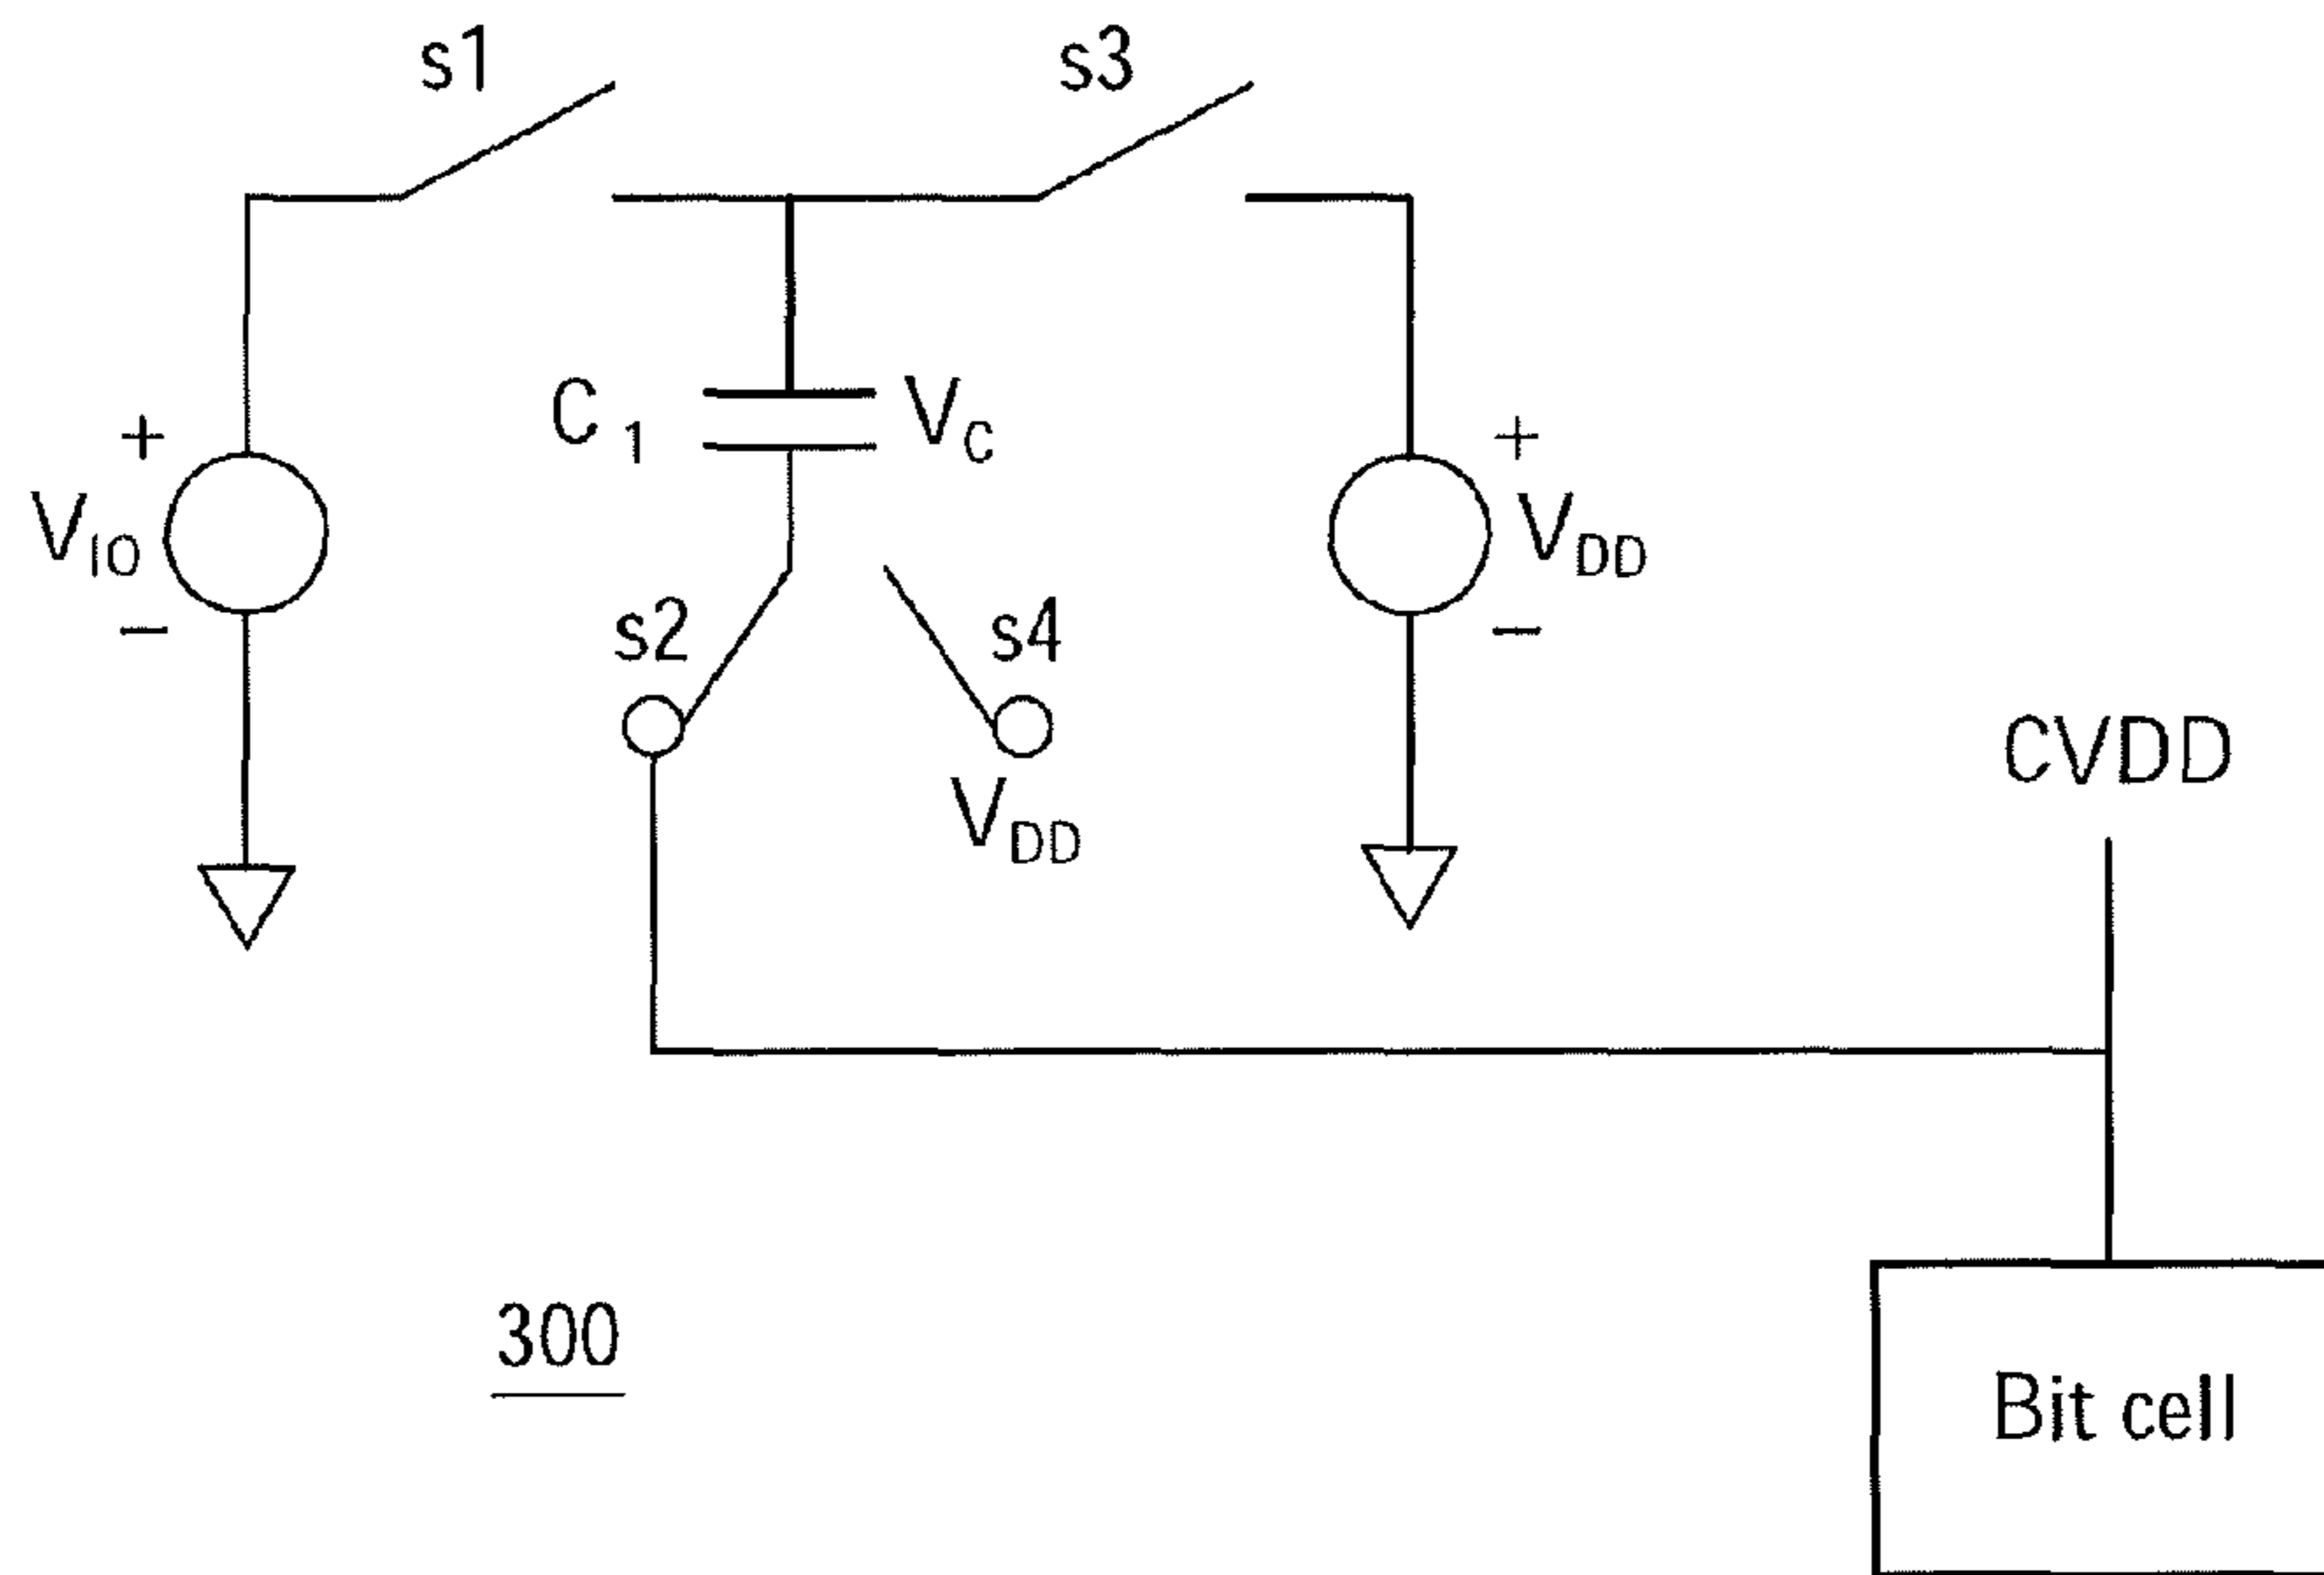 s1
s3
+
C1
VC
+
VIO
VDD
−
−
s2
s4
VDD
CVDD
300
Bit cell